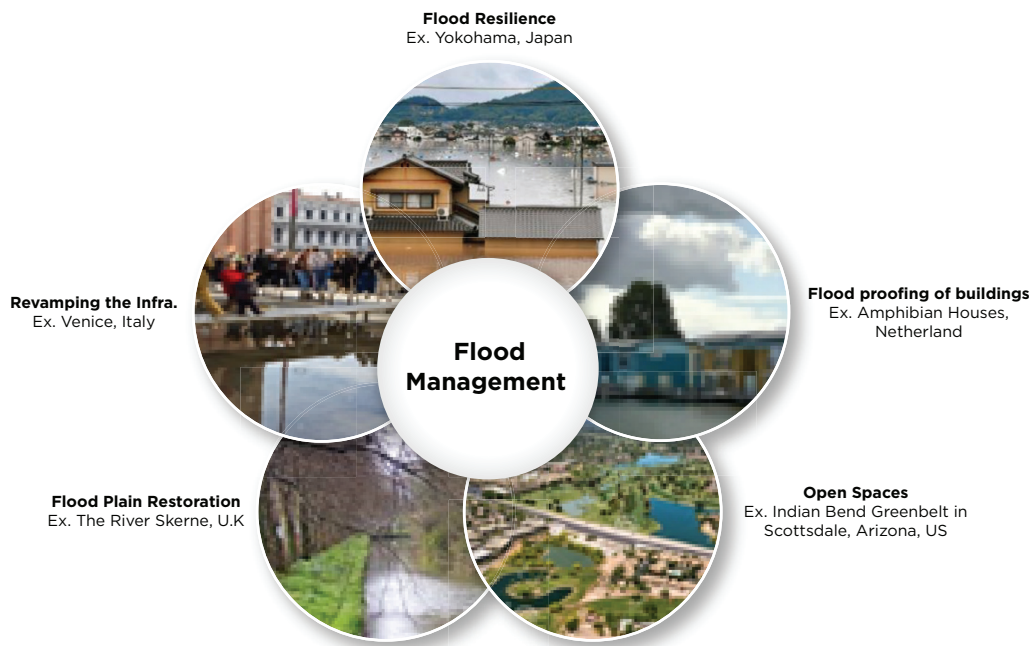 Flood Resilience
Ex. Yokohama, Japan
Flood proofing of buildings
Ex. Amphibian Houses,
Netherland
Open Spaces
Ex. Indian Bend Greenbelt in
Scottsdale, Arizona, US
Flood Plain Restoration
Ex. The River Skerne, U.K
Revamping the Infra.
Ex. Venice, Italy
Flood
Management